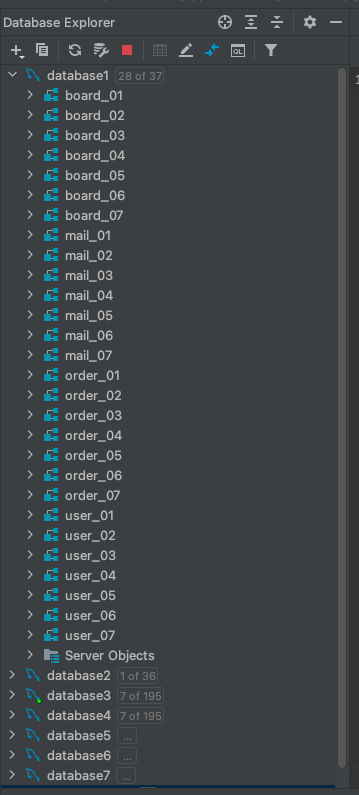 Database Explorer
GL
database1 28 of 37
1
board_01
board_02
board_03
board_04
board_05
board_06
board_07
mail_01
mail_02
mail_03
mail_04
mail_05
mail_06
mail_07
order_01
order_02
order_03
order_04
order_05
order_06
order_07
user_01
user_02
user_03
user_04
user_05
user_06
user_07
Server Objects
database2 1 of 36
database3 7 of 195
database4 7 of 195
database5 ...
database6 ...
database7 ...